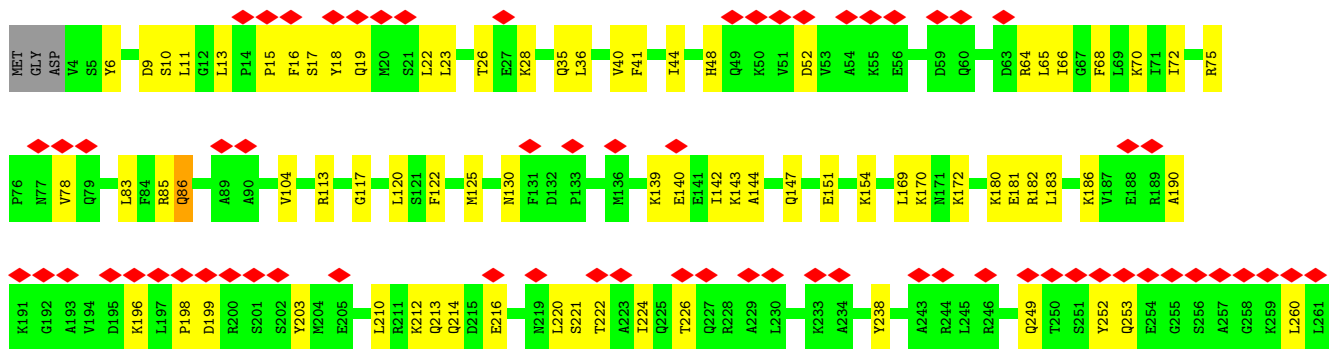 MET GLY ASP V4 S5 Y6 D9 S10 L11 G12 L13 P14 P15 F16 S17 Y18 Q19 M20 S21 L22 L23 T26 E27 K28 Q35 L36 V40 F41 I44 H48 Q49 K50 V51 D52 V53 A54 K55 E56 D59 Q60 D63 R64 L65 I66 G67 F68 L69 K70 I71 I72 R75
P76 N77 V78 Q79 L83 F84 R85 Q86 A89 A90 V104 R113 G117 L120 S121 F122 M125 N130 F131 D132 P133 M136 K139 E140 E141 I142 K143 A144 Q147 E151 K154 L169 K170 N171 K172 K180 E181 R182 L183 K186 V187 E188 R189 A190
K191 G192 A193 V194 D195 K196 L197 P198 D199 R200 S201 S202 Y203 M204 E205 L210 R211 K212 Q213 Q214 D215 E216 N219 L220 S221 T222 A223 I224 Q225 T226 Q227 R228 A229 L230 K233 A234 Y238 A243 R244 L245 R246 Q249 T250 S251 Y252 Q253 E254 G255 S256 A257 G258 K259 L260 L261